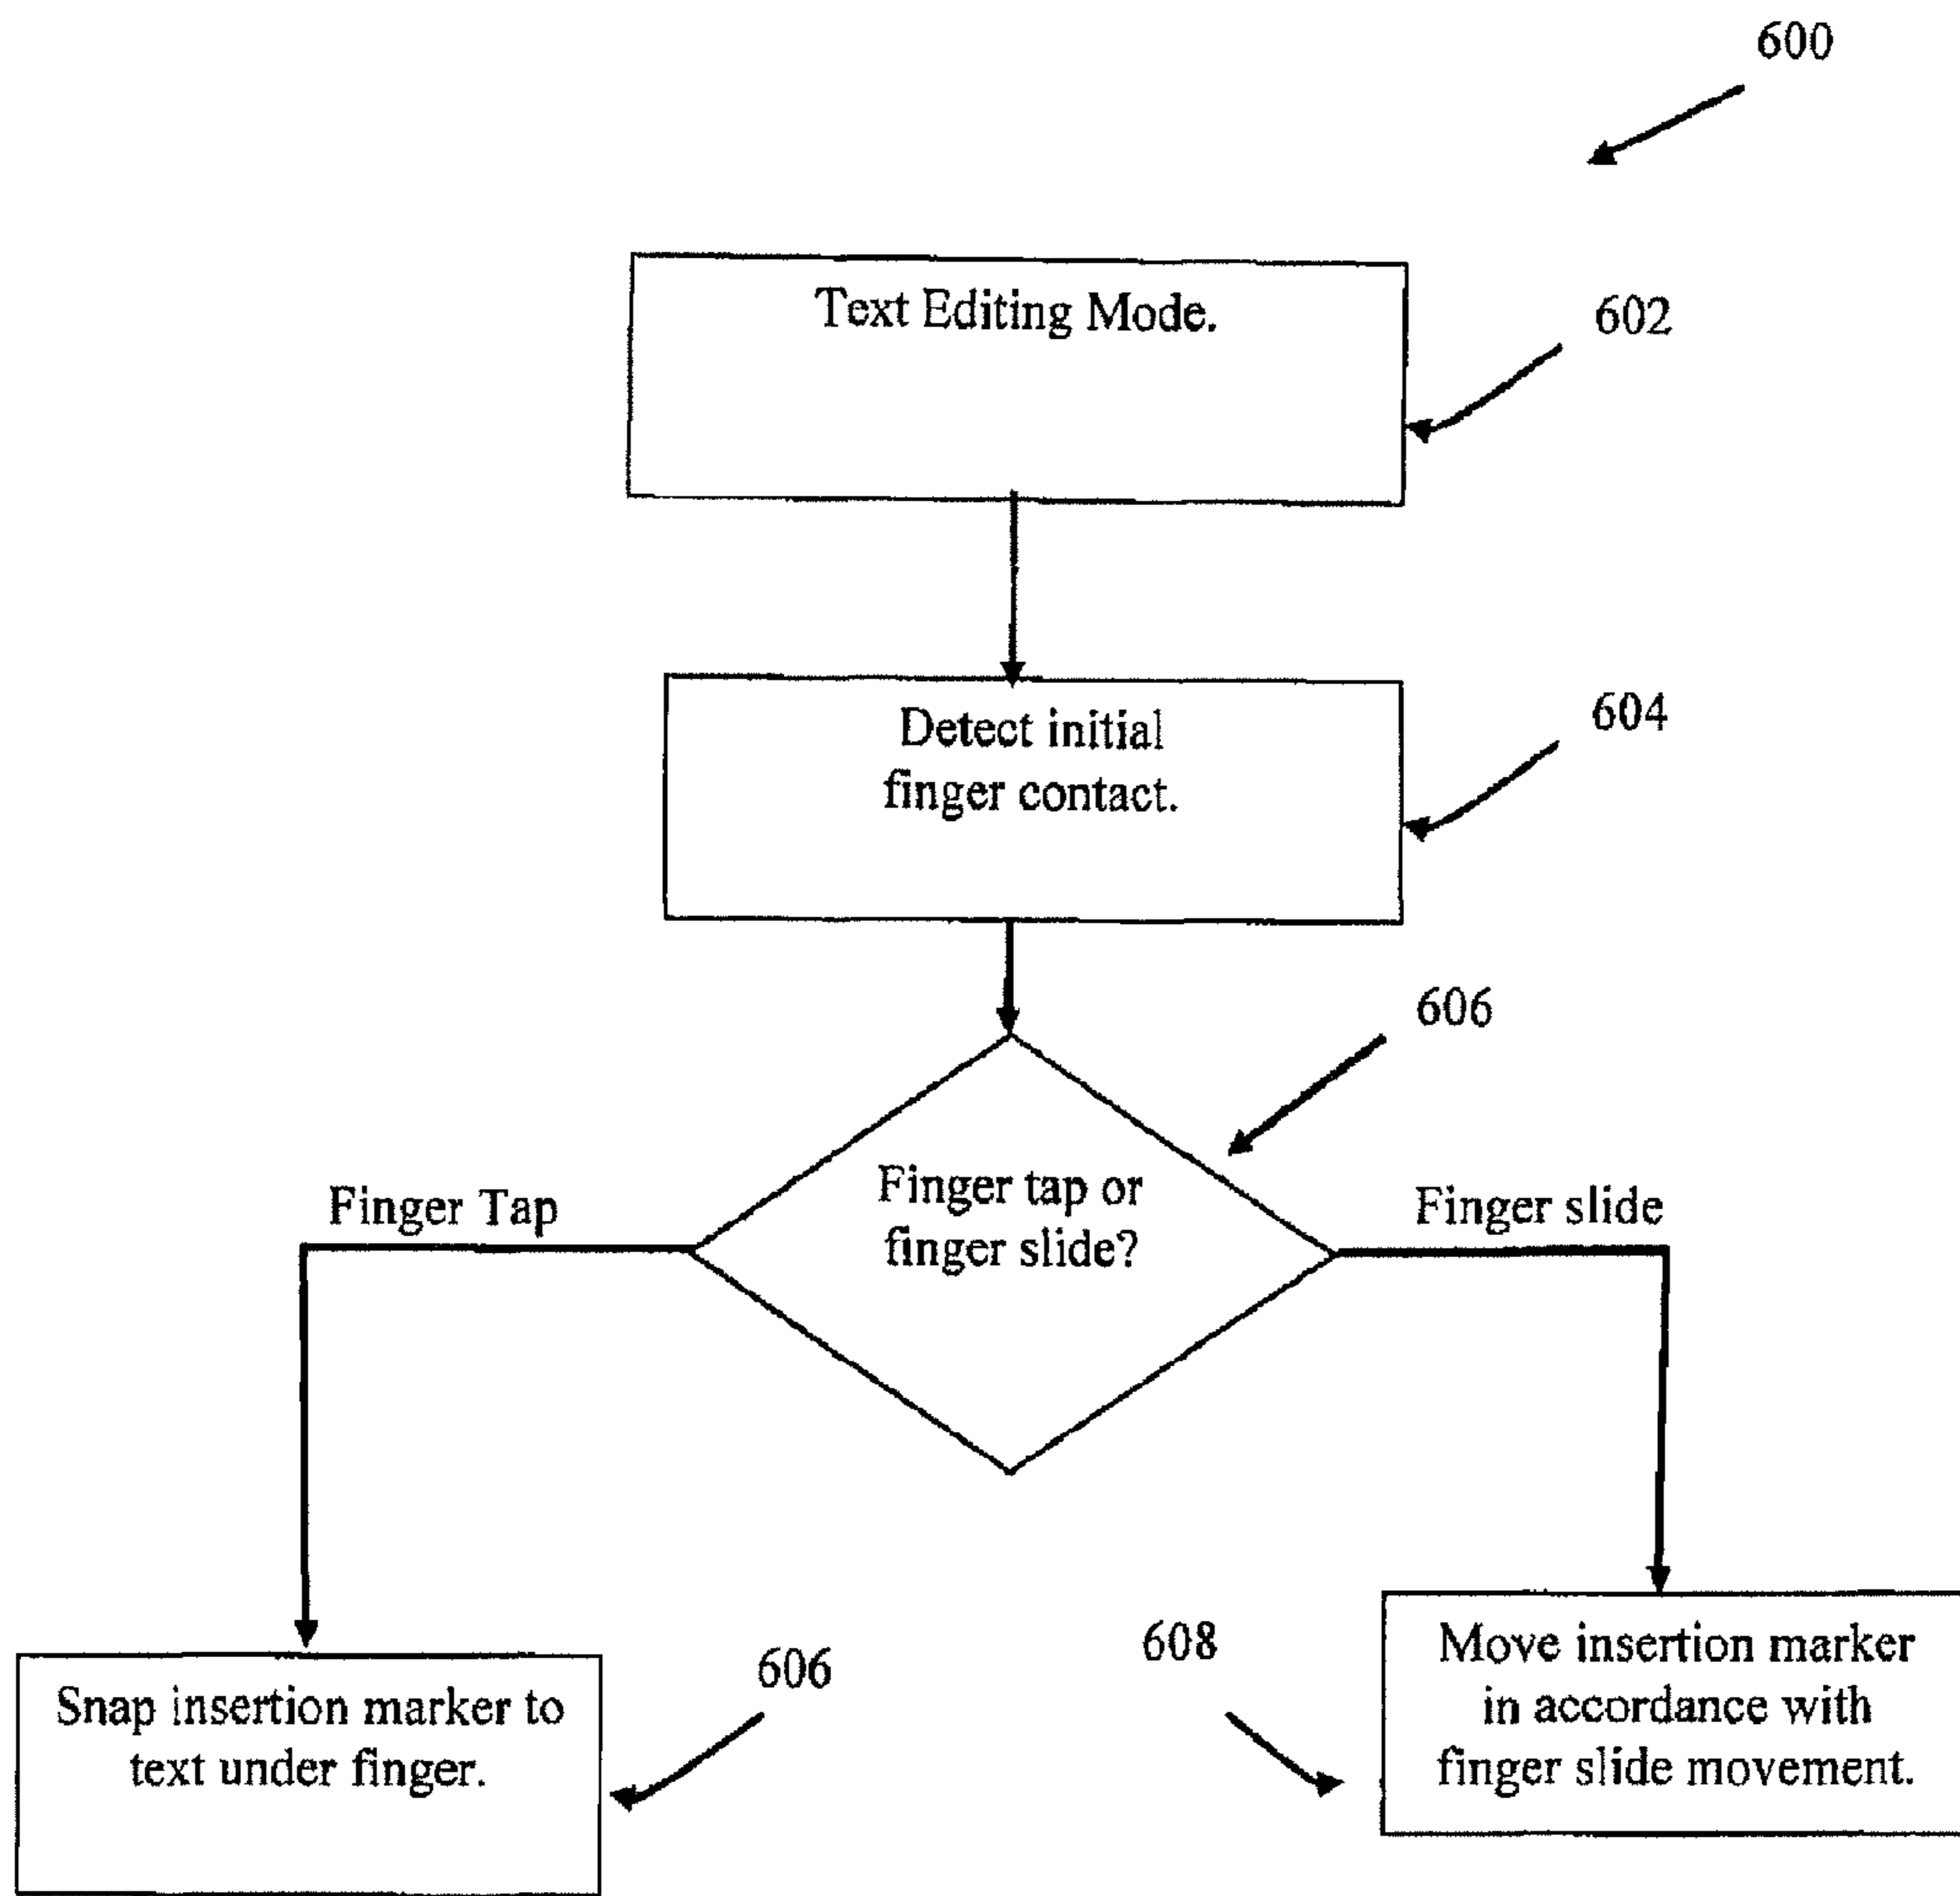 600
Text Editing Mode.
602
Detect initial
finger contact.
604
606
Finger tap or
finger slide?
Finger Tap
Finger slide
Snap insertion marker to
text under finger.
606
608
Move insertion marker
in accordance with
finger slide movement.